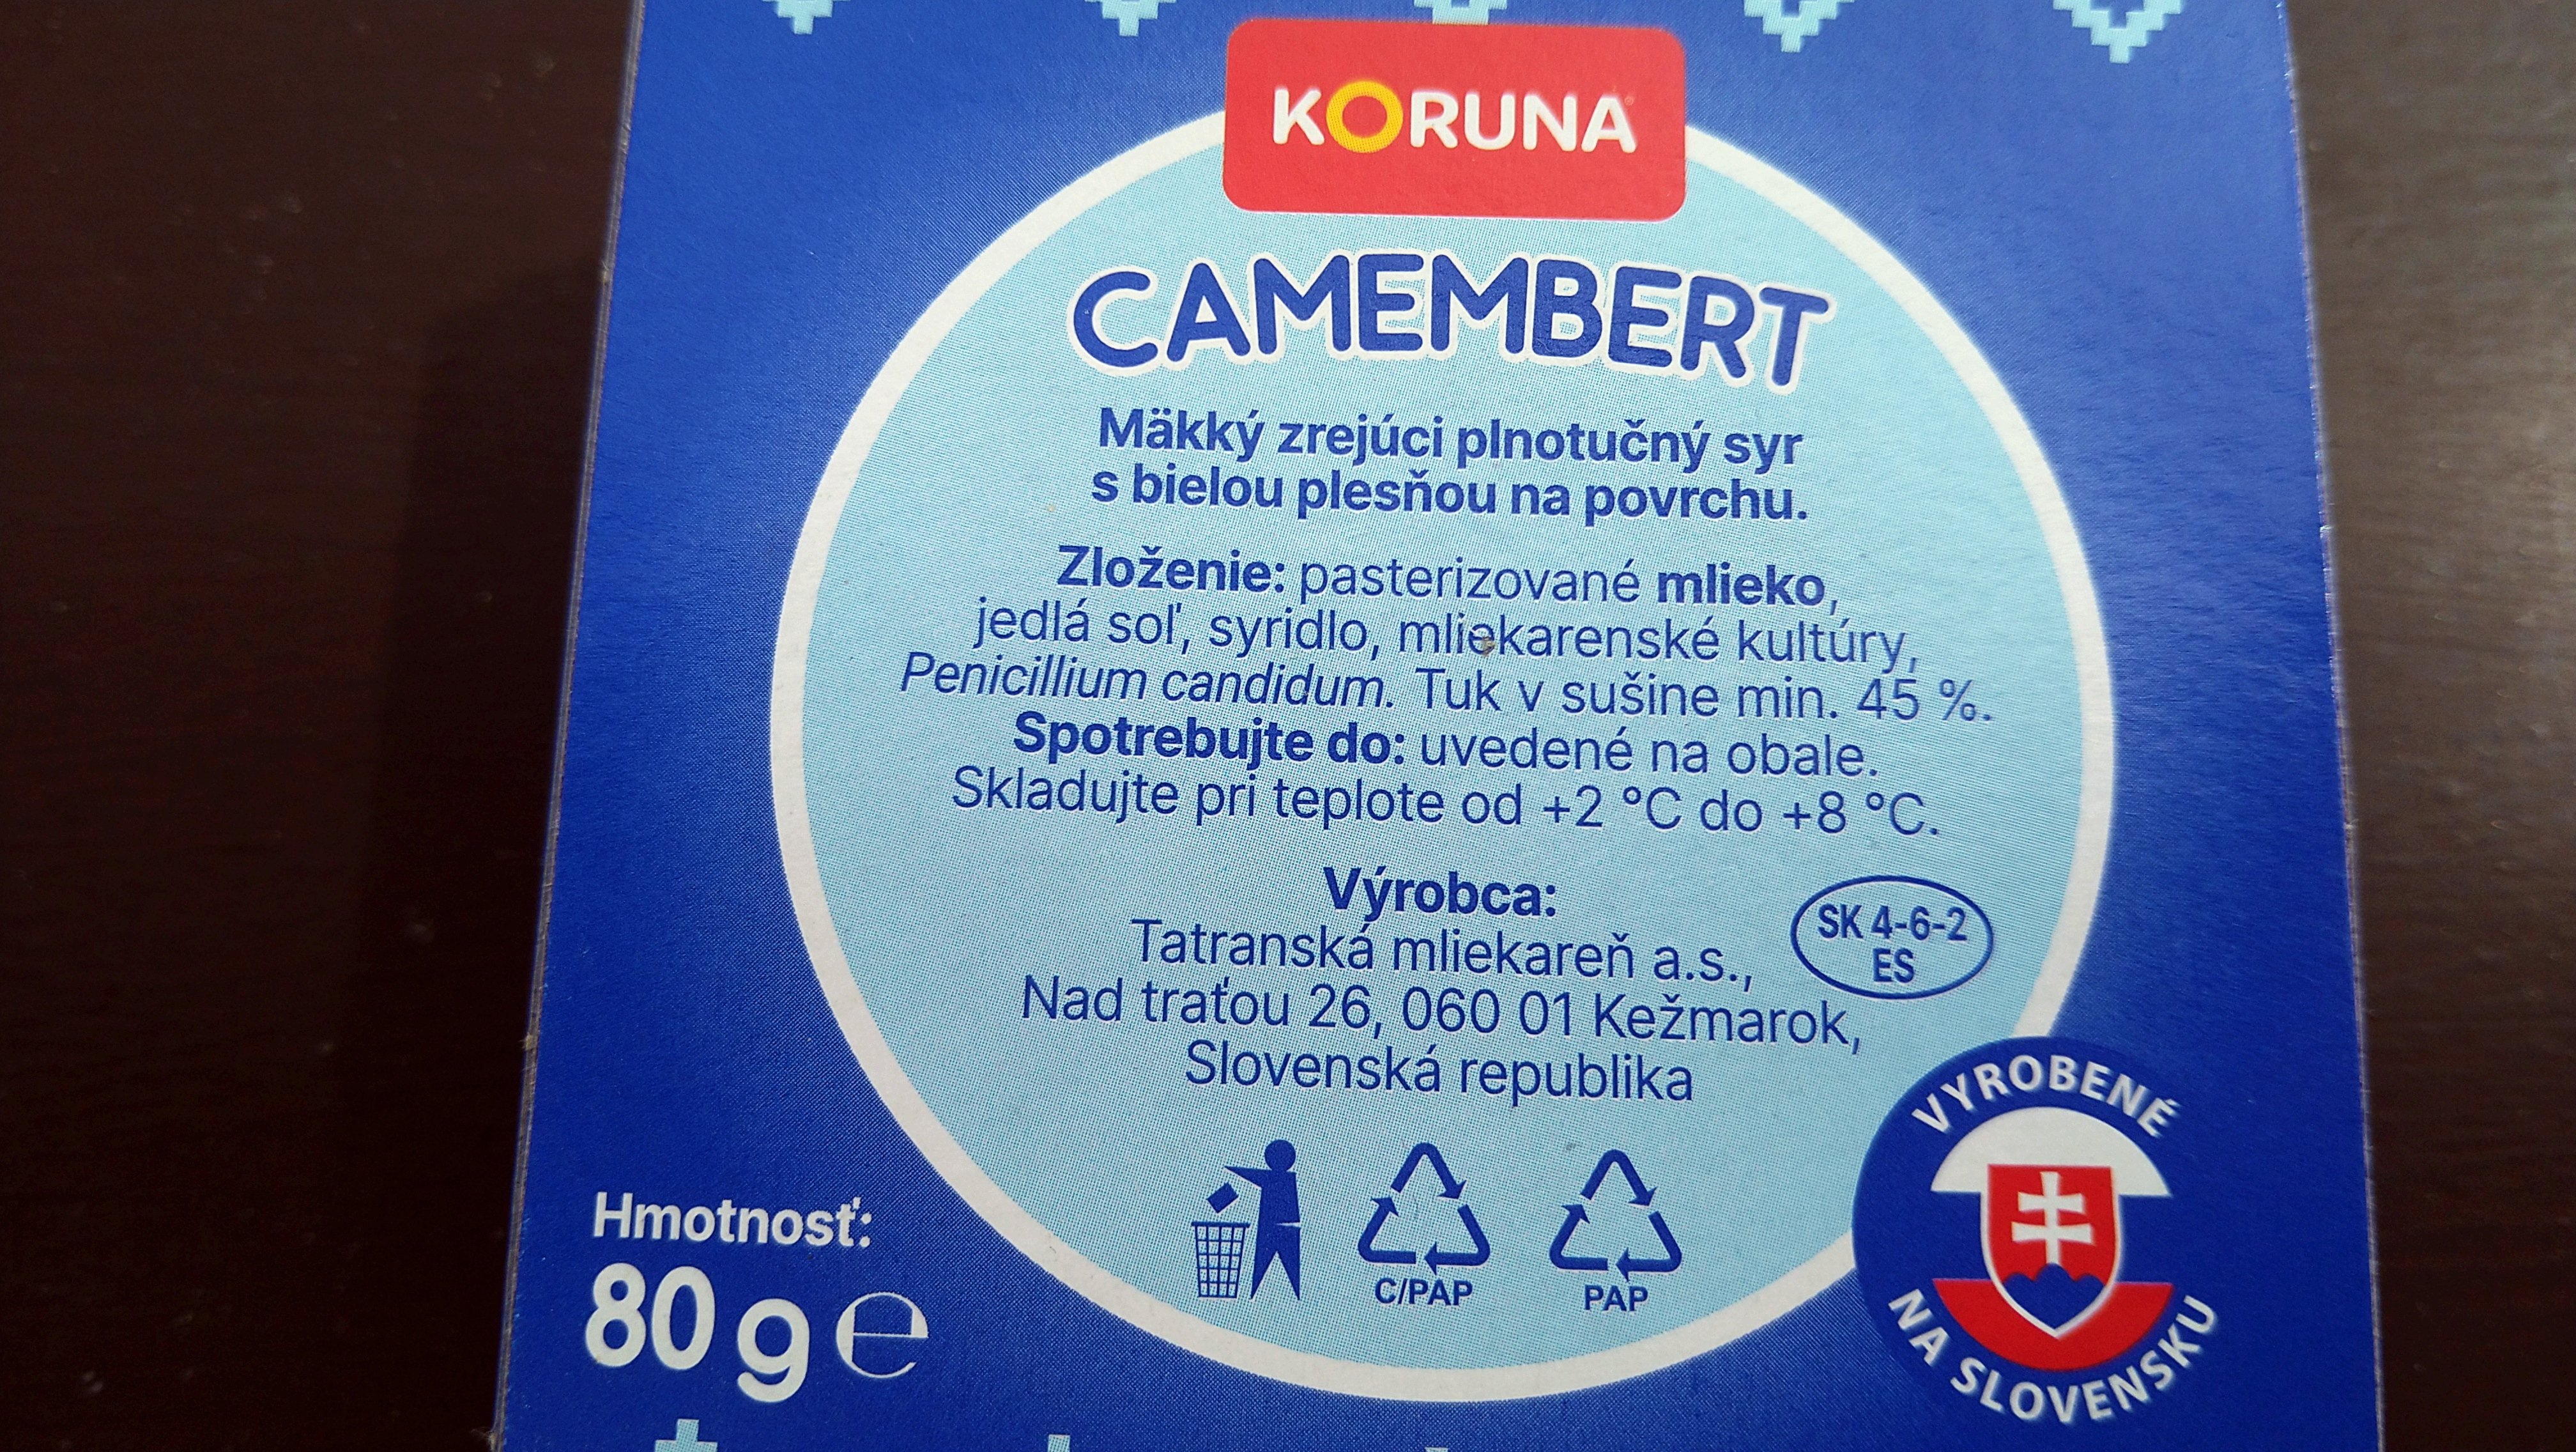 KORUNA
CAMEMBERT
Mäkký zrejúci plnotučný syr
s bielou plesňou na povrchu.
Zloženie: pasterizované mlieko,
jedlá soľ, syridlo, mliekarenské kultúry,
Penicillium candidum. Tuk v sušine min. 45 %.
Spotrebujte do: uvedené na obale.
Skladujte pri teplote od +2 °C do +8 °C.
Výrobca:
Tatranská mliekareň a.s.,
Nad traťou 26, 060 01 Kežmarok,
Slovenská republika
SK 4-6-2
ES
C/PAP
PAP
Hmotnosť:
80 g ℮
VYROBENÉ
NA SLOVENSKU